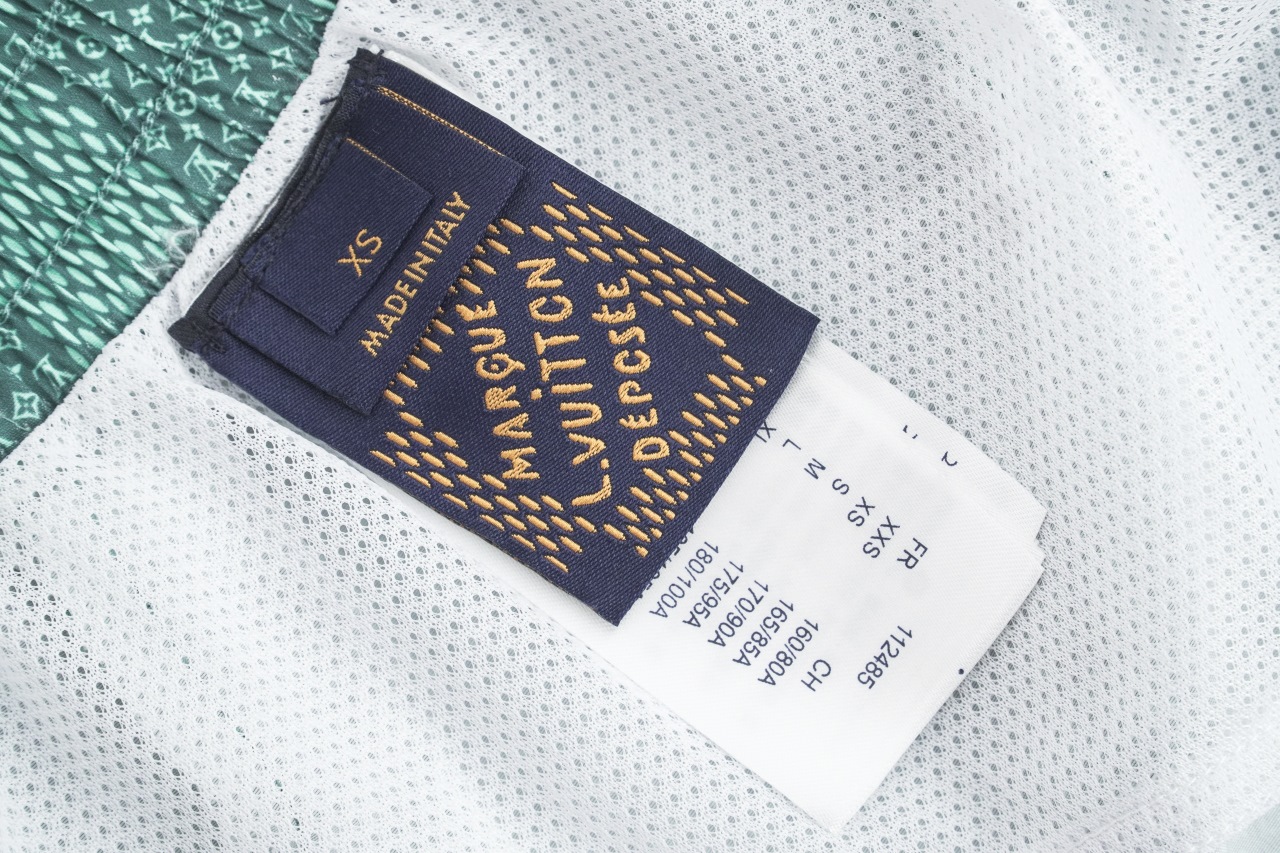 XS
MADE IN ITALY
MARQUE
L.VUITTON
DÉPOSÉE
112485
FR CH
XXS 160/80A
XS 165/85A
S 170/90A
M 175/95A
L 180/100A
2